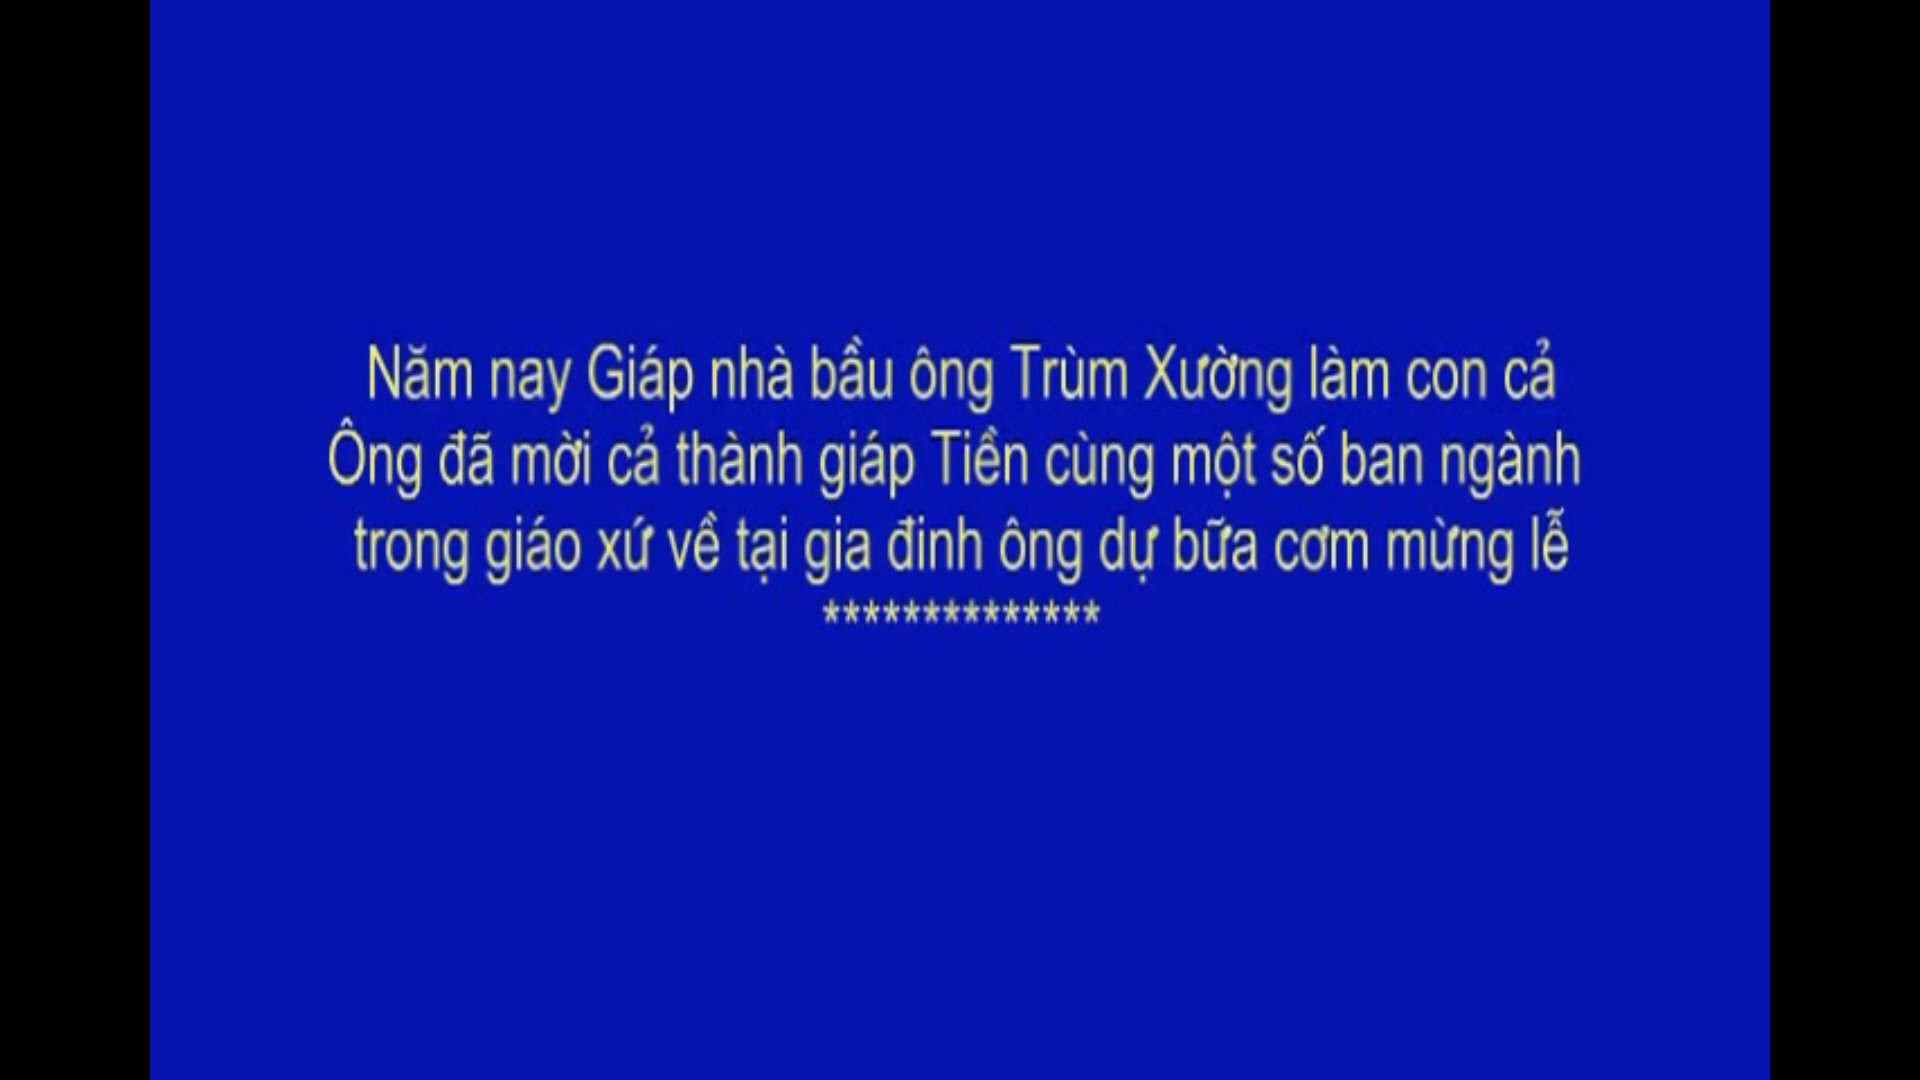 Năm nay Giáp nhà bầu ông Trùm Xường làm con cả
Ông đã mời cả thành giáp Tiền cùng một số ban ngành
trong giáo xứ về tại gia đinh ông dự bữa cơm mừng lễ
**************